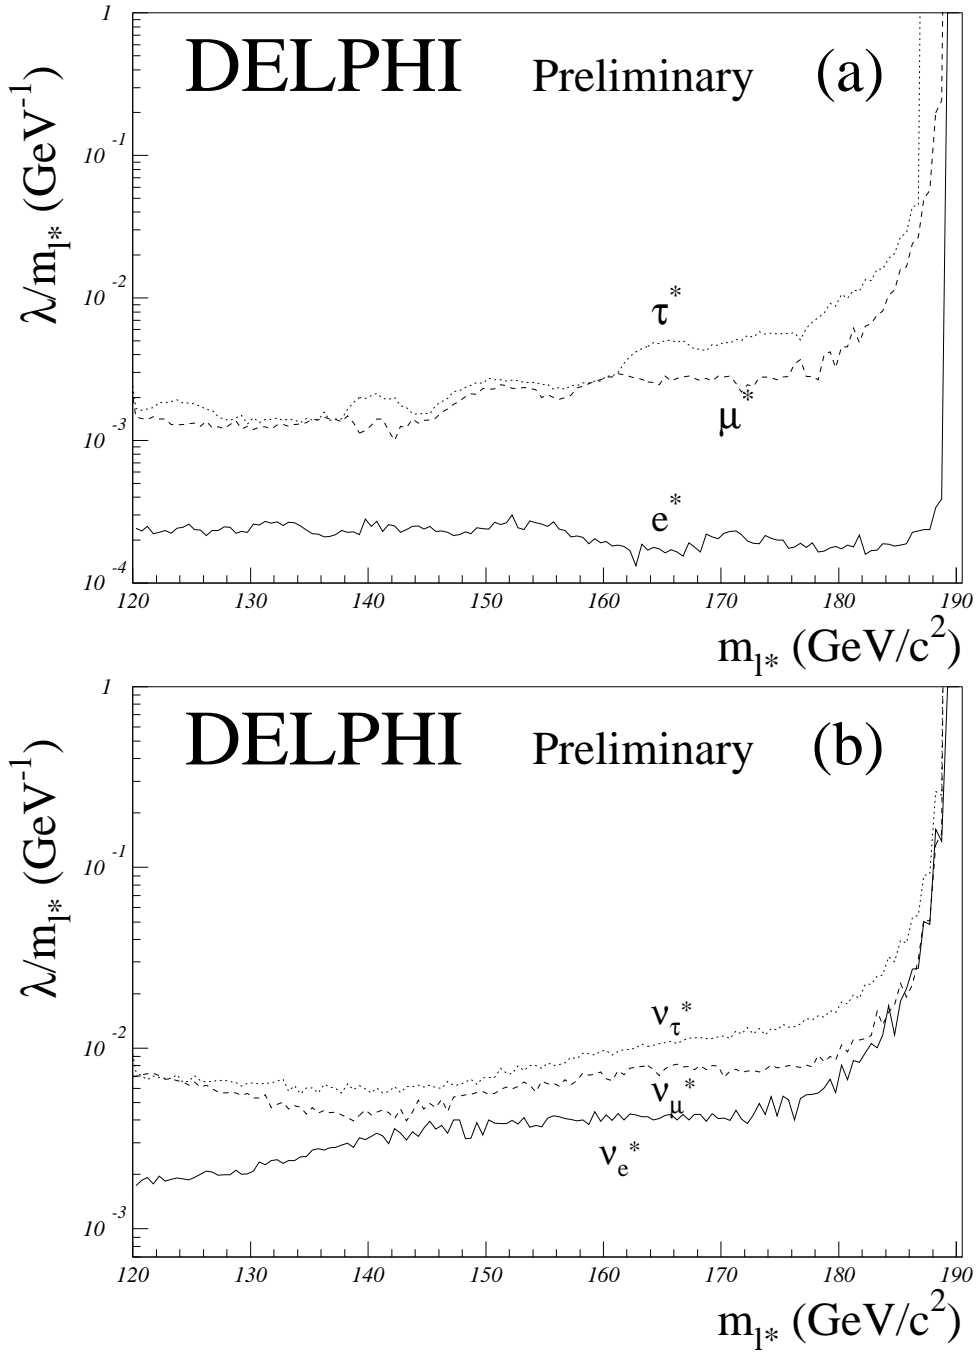 DELPHI Preliminary (a)
λ/m_l* (GeV^-1)
1
10^-1
10^-2
10^-3
10^-4
τ*
μ*
e*
120 130 140 150 160 170 180 190
m_l* (GeV/c^2)
DELPHI Preliminary (b)
λ/m_l* (GeV^-1)
1
10^-1
10^-2
10^-3
ν_τ*
ν_μ*
ν_e*
120 130 140 150 160 170 180 190
m_l* (GeV/c^2)